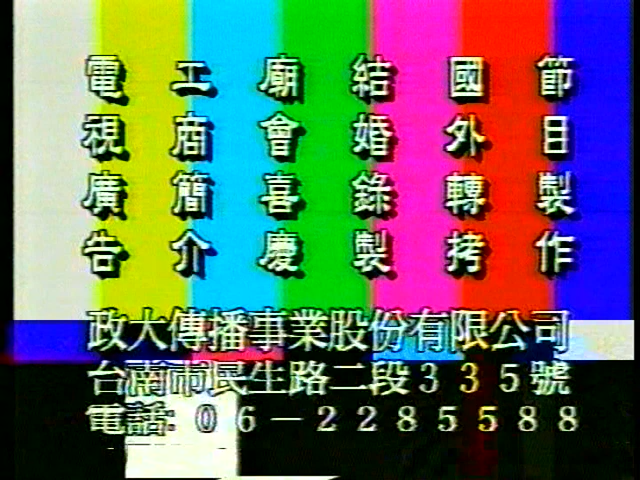 節目製作
國外轉拷
結婚錄製
廟會喜慶
工商簡介
電視廣告
政大傳播事業股份有限公司
台南市民生路二段335號
電話:06－2285588